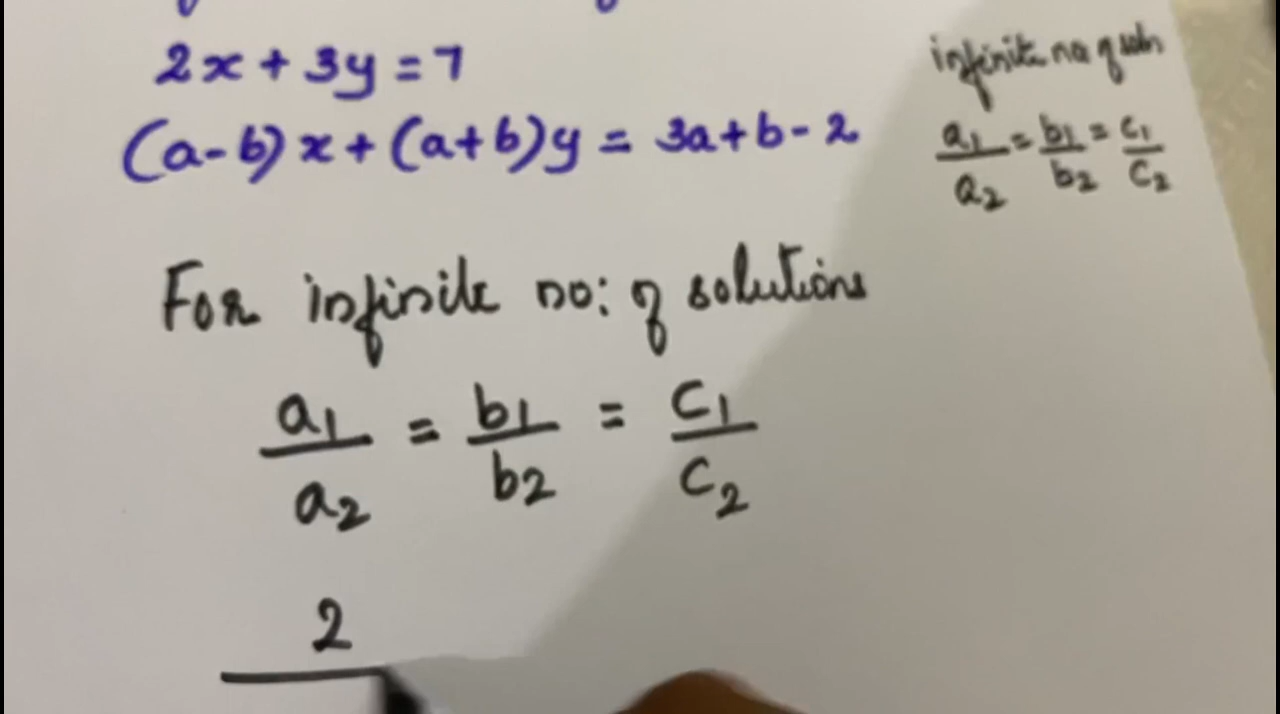 2x + 3y = 7
(a-b)x + (a+b)y = 3a+b-2
infinite no of soln
a1/a2 = b1/b2 = c1/c2
For infinite no: of solutions
a1/a2 = b1/b2 = c1/c2
2